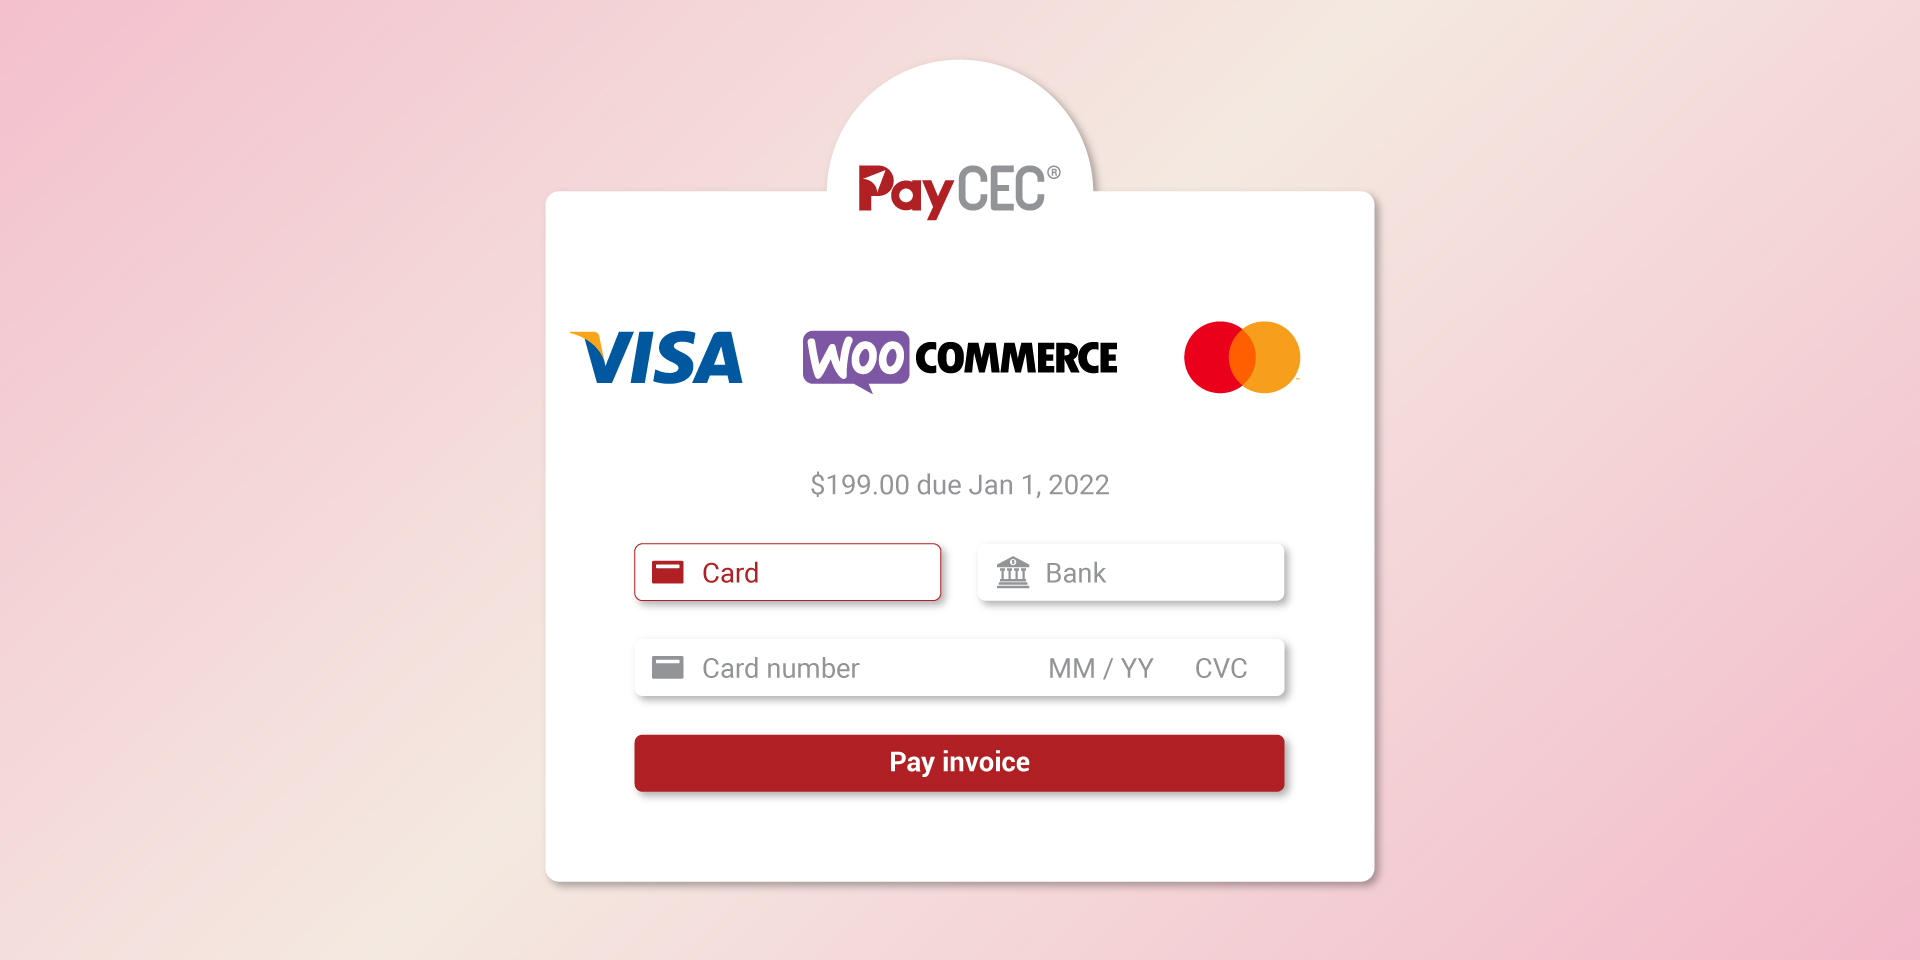 PayCEC®
VISA WOO COMMERCE
$199.00 due Jan 1, 2022
Card Bank
Card number MM / YY CVC
Pay invoice